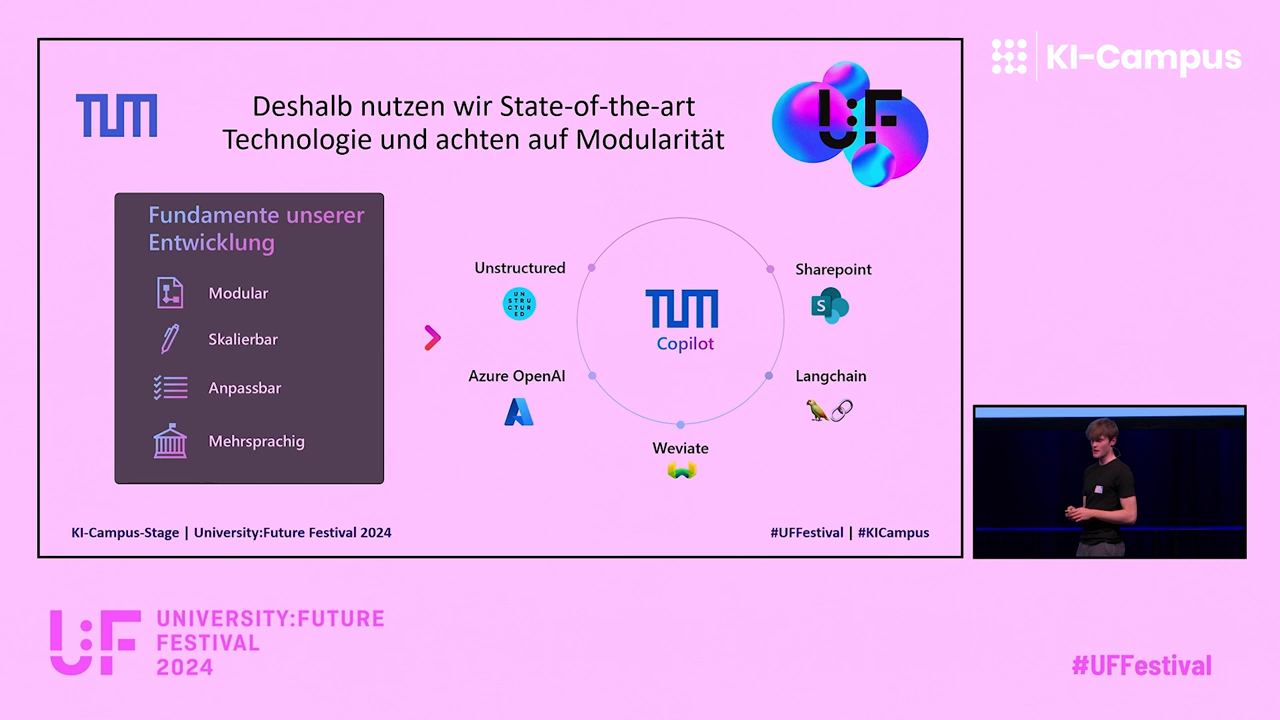 KI-Campus
TUM
Deshalb nutzen wir State-of-the-art
Technologie und achten auf Modularität
U:F
Fundamente unserer
Entwicklung
Modular
Skalierbar
Anpassbar
Mehrsprachig
Unstructured
UN
STRU
CTUR
ED
Azure OpenAI
TUM
Copilot
Weviate
Sharepoint
S
Langchain
KI-Campus-Stage | University:Future Festival 2024
#UFFestival | #KICampus
U:F
UNIVERSITY:FUTURE
FESTIVAL
2024
#UFFestival